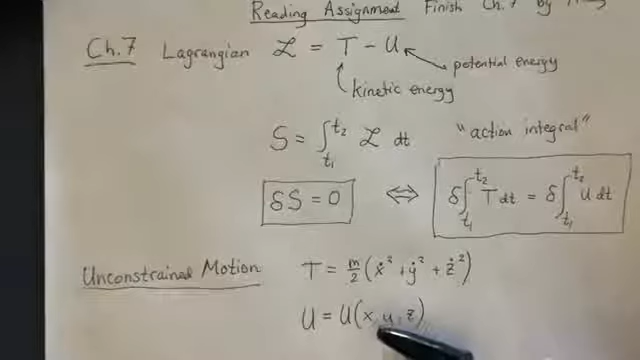 Reading Assignment Finish Ch. 7 by
Ch.7 Lagrangian ℒ = T − U
potential energy
kinetic energy
S = ∫_{t₁}^{t₂} ℒ dt "action integral"
δS = 0 ⇔ δ∫_{t₁}^{t₂} T dt = δ∫_{t₁}^{t₂} U dt
Unconstrained Motion T = m/2 (ẋ² + ẏ² + ż²)
U = U(x, y, z)